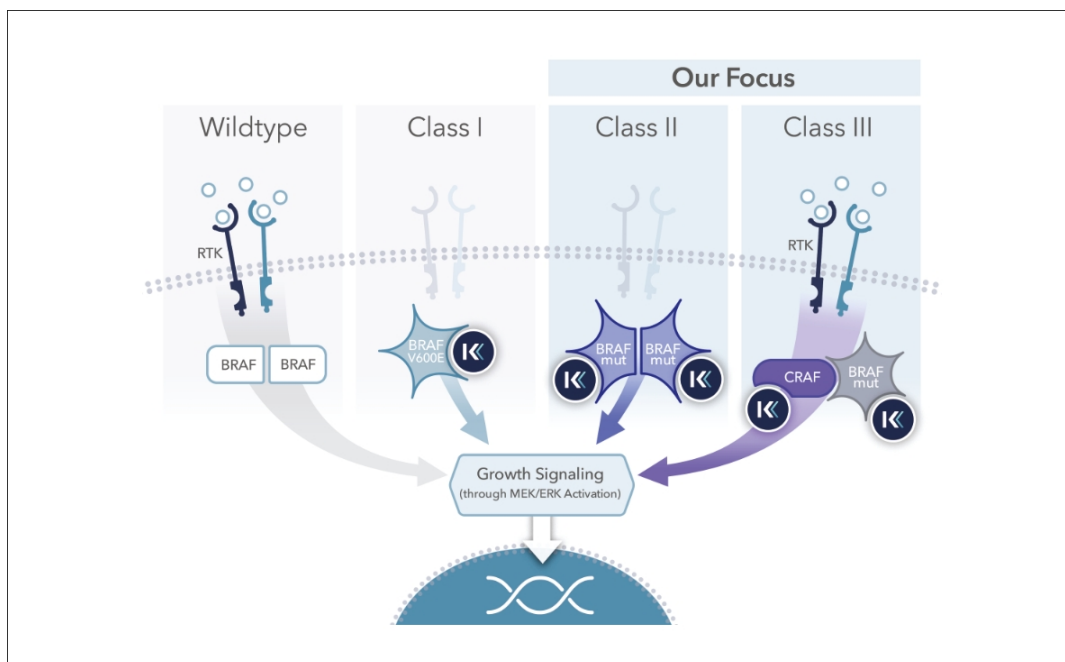 Our Focus
Wildtype
Class I
Class II
Class III
RTK
RTK
BRAF
BRAF
BRAF
V600E
BRAF
mut
BRAF
mut
CRAF
BRAF
mut
Growth Signaling
(through MEK/ERK Activation)